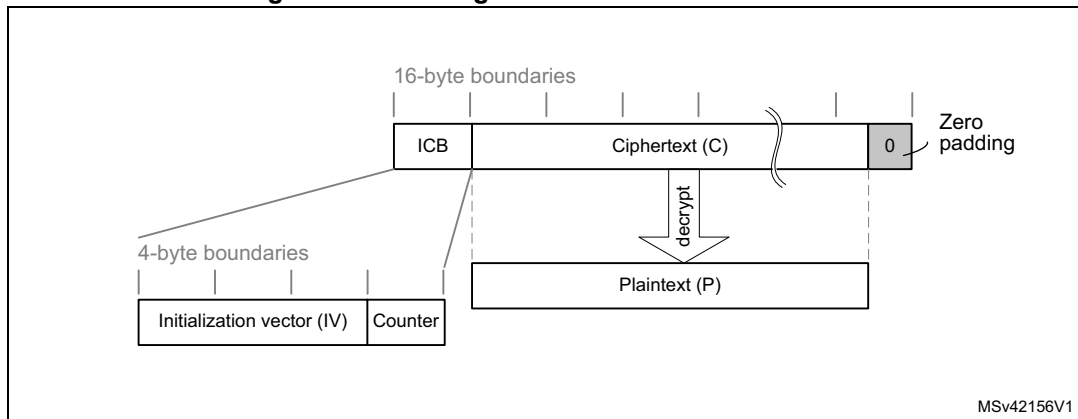 16-byte boundaries
ICB
Ciphertext (C)
0
Zero
padding
decrypt
4-byte boundaries
Initialization vector (IV)
Counter
Plaintext (P)
MSv42156V1